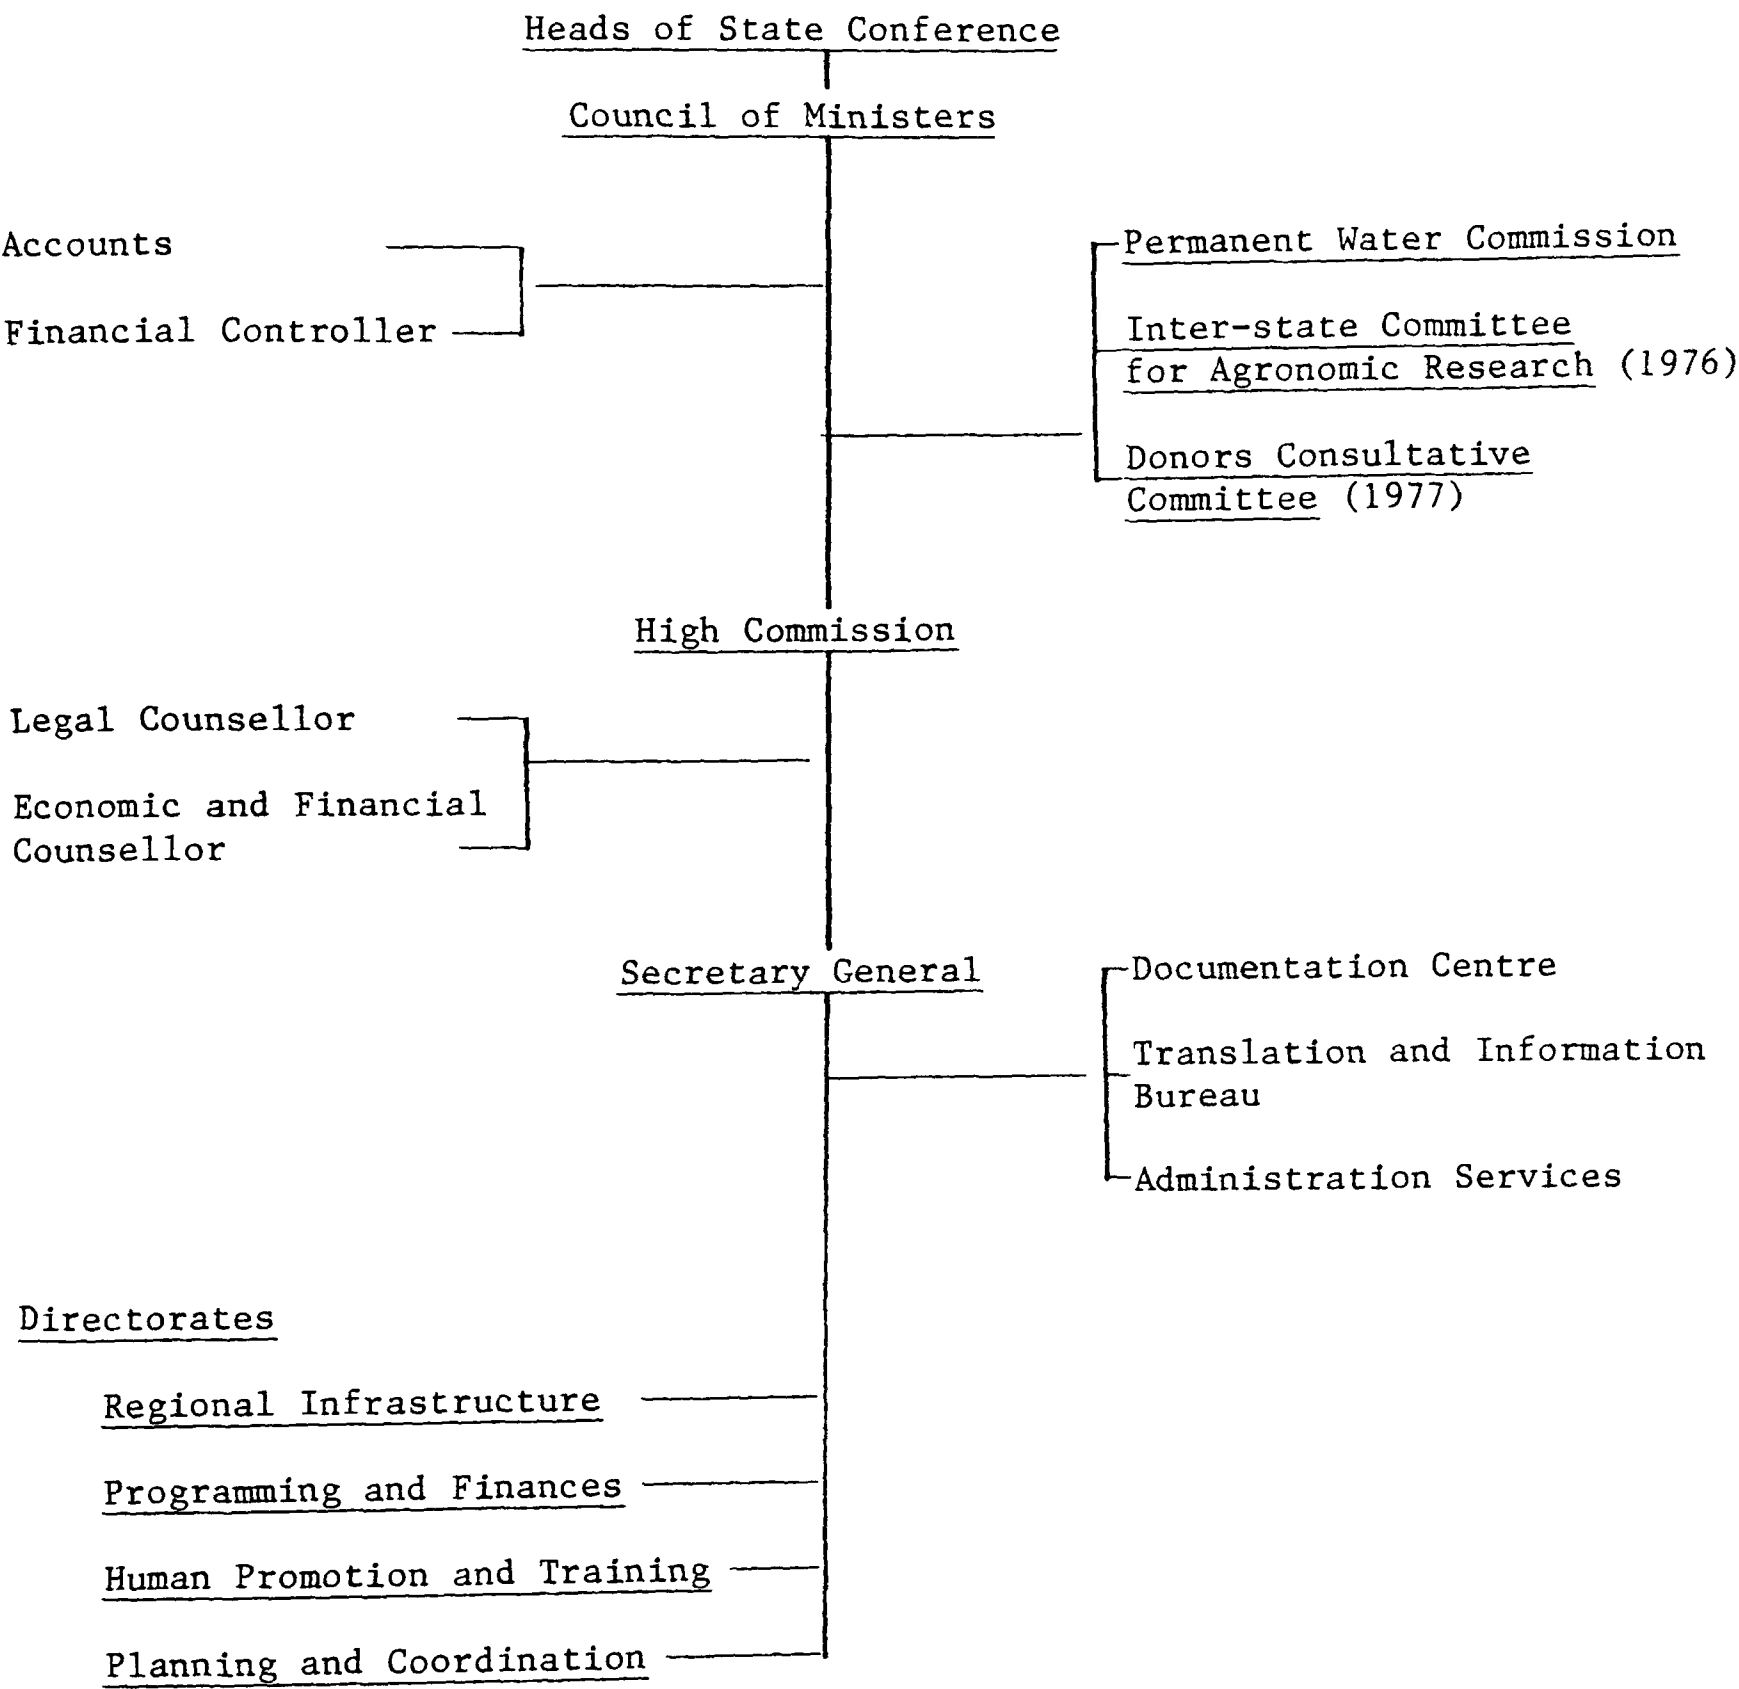 Heads of State Conference
Council of Ministers
Accounts
Financial Controller
Permanent Water Commission
Inter-state Committee
for Agronomic Research (1976)
Donors Consultative
Committee (1977)
High Commission
Legal Counsellor
Economic and Financial
Counsellor
Secretary General
Documentation Centre
Translation and Information
Bureau
Administration Services
Directorates
Regional Infrastructure
Programming and Finances
Human Promotion and Training
Planning and Coordination